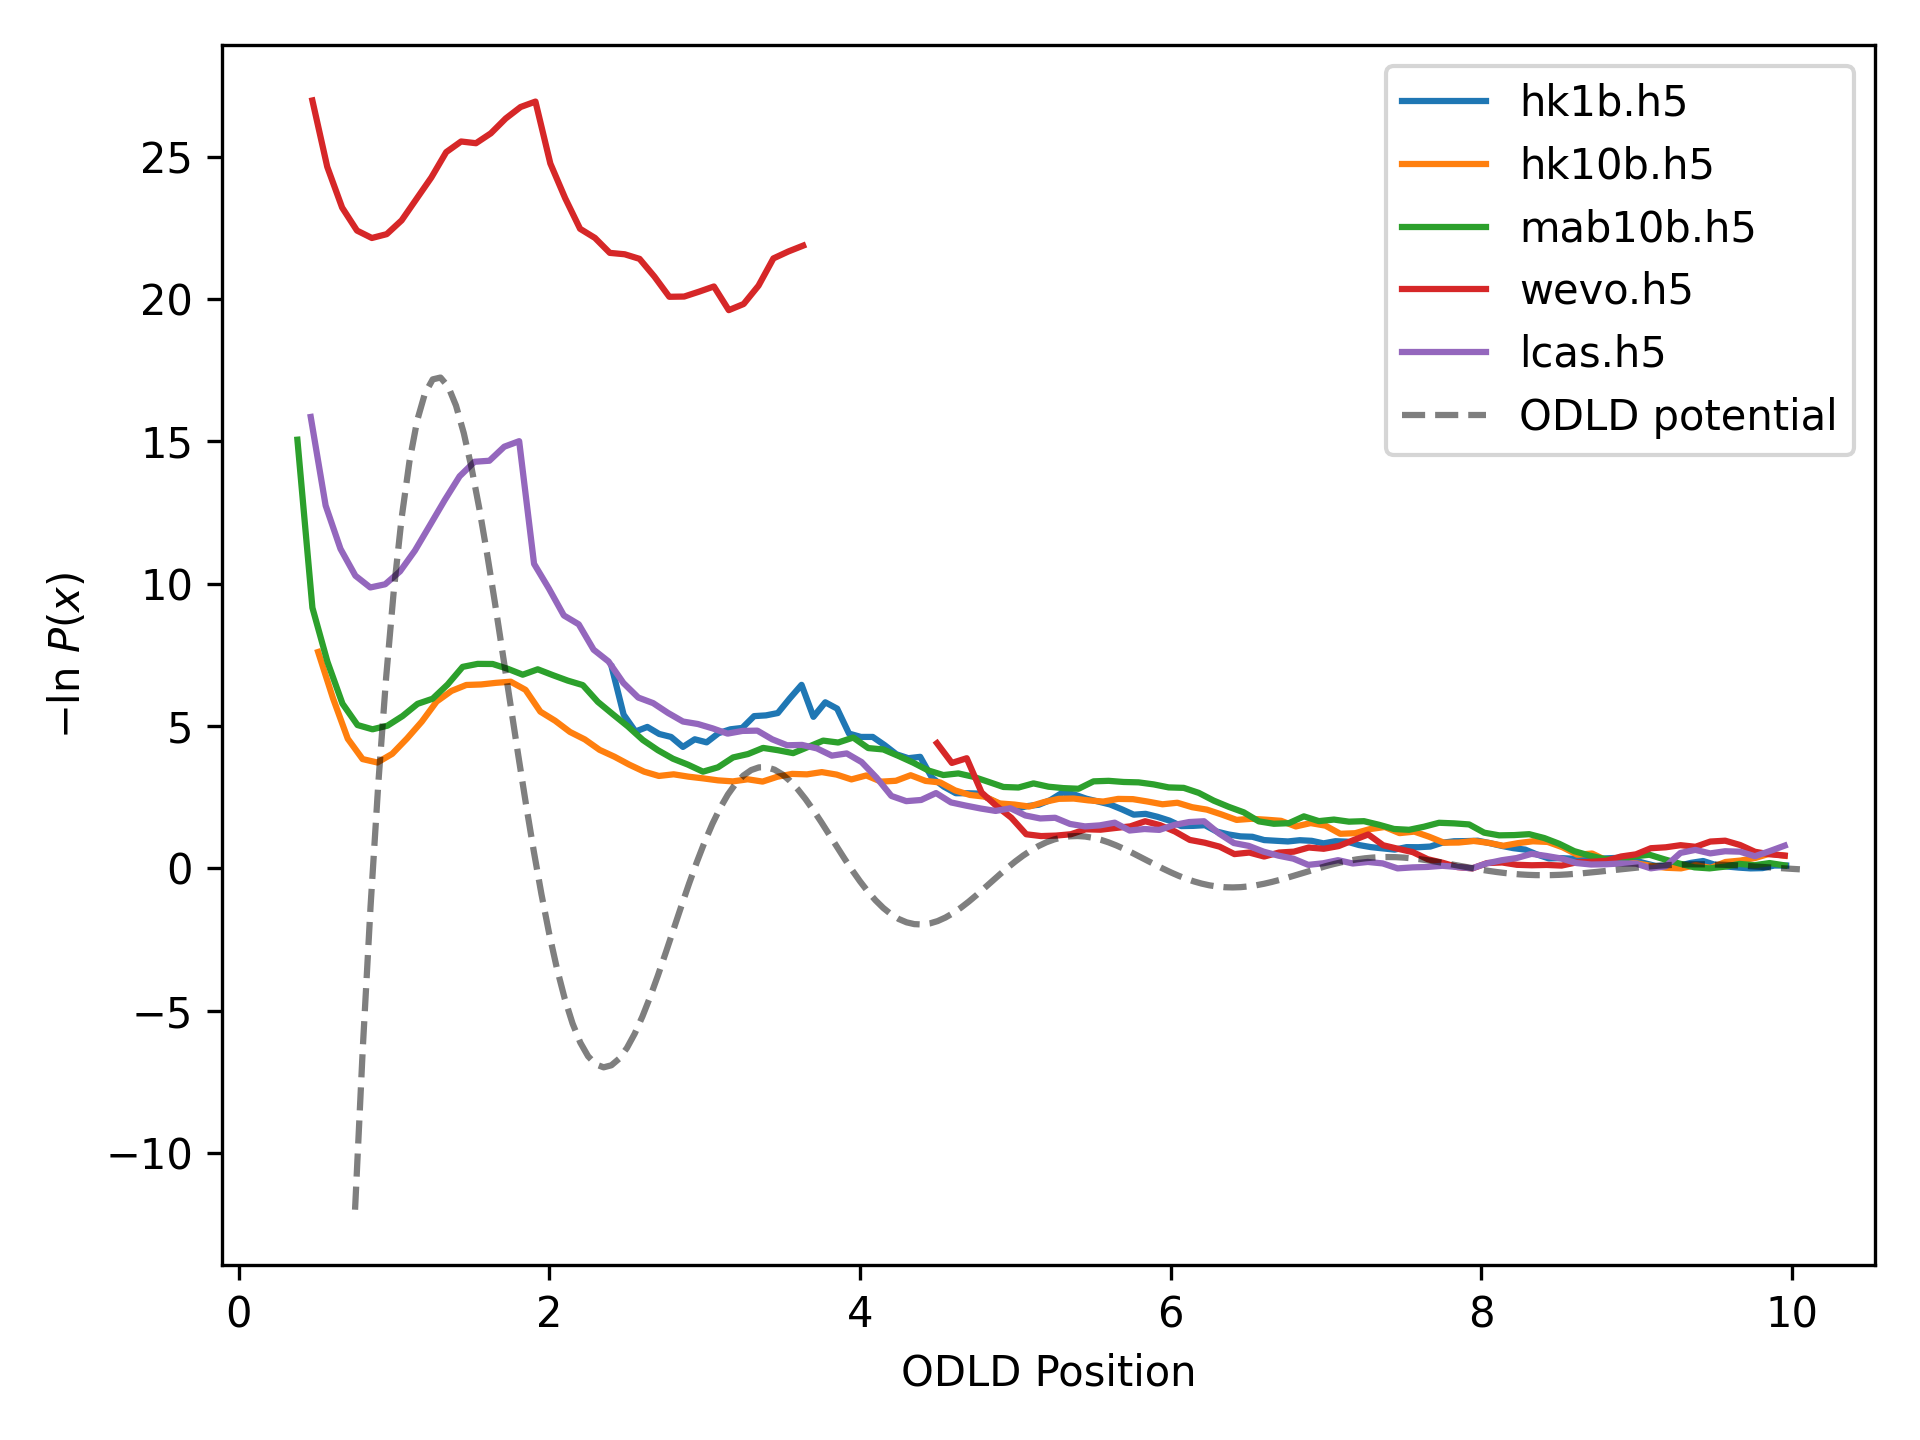 hk1b.h5
hk10b.h5
mab10b.h5
wevo.h5
lcas.h5
ODLD potential
25
20
15
10
5
0
−5
−10
−ln P(x)
0 2 4 6 8 10
ODLD Position